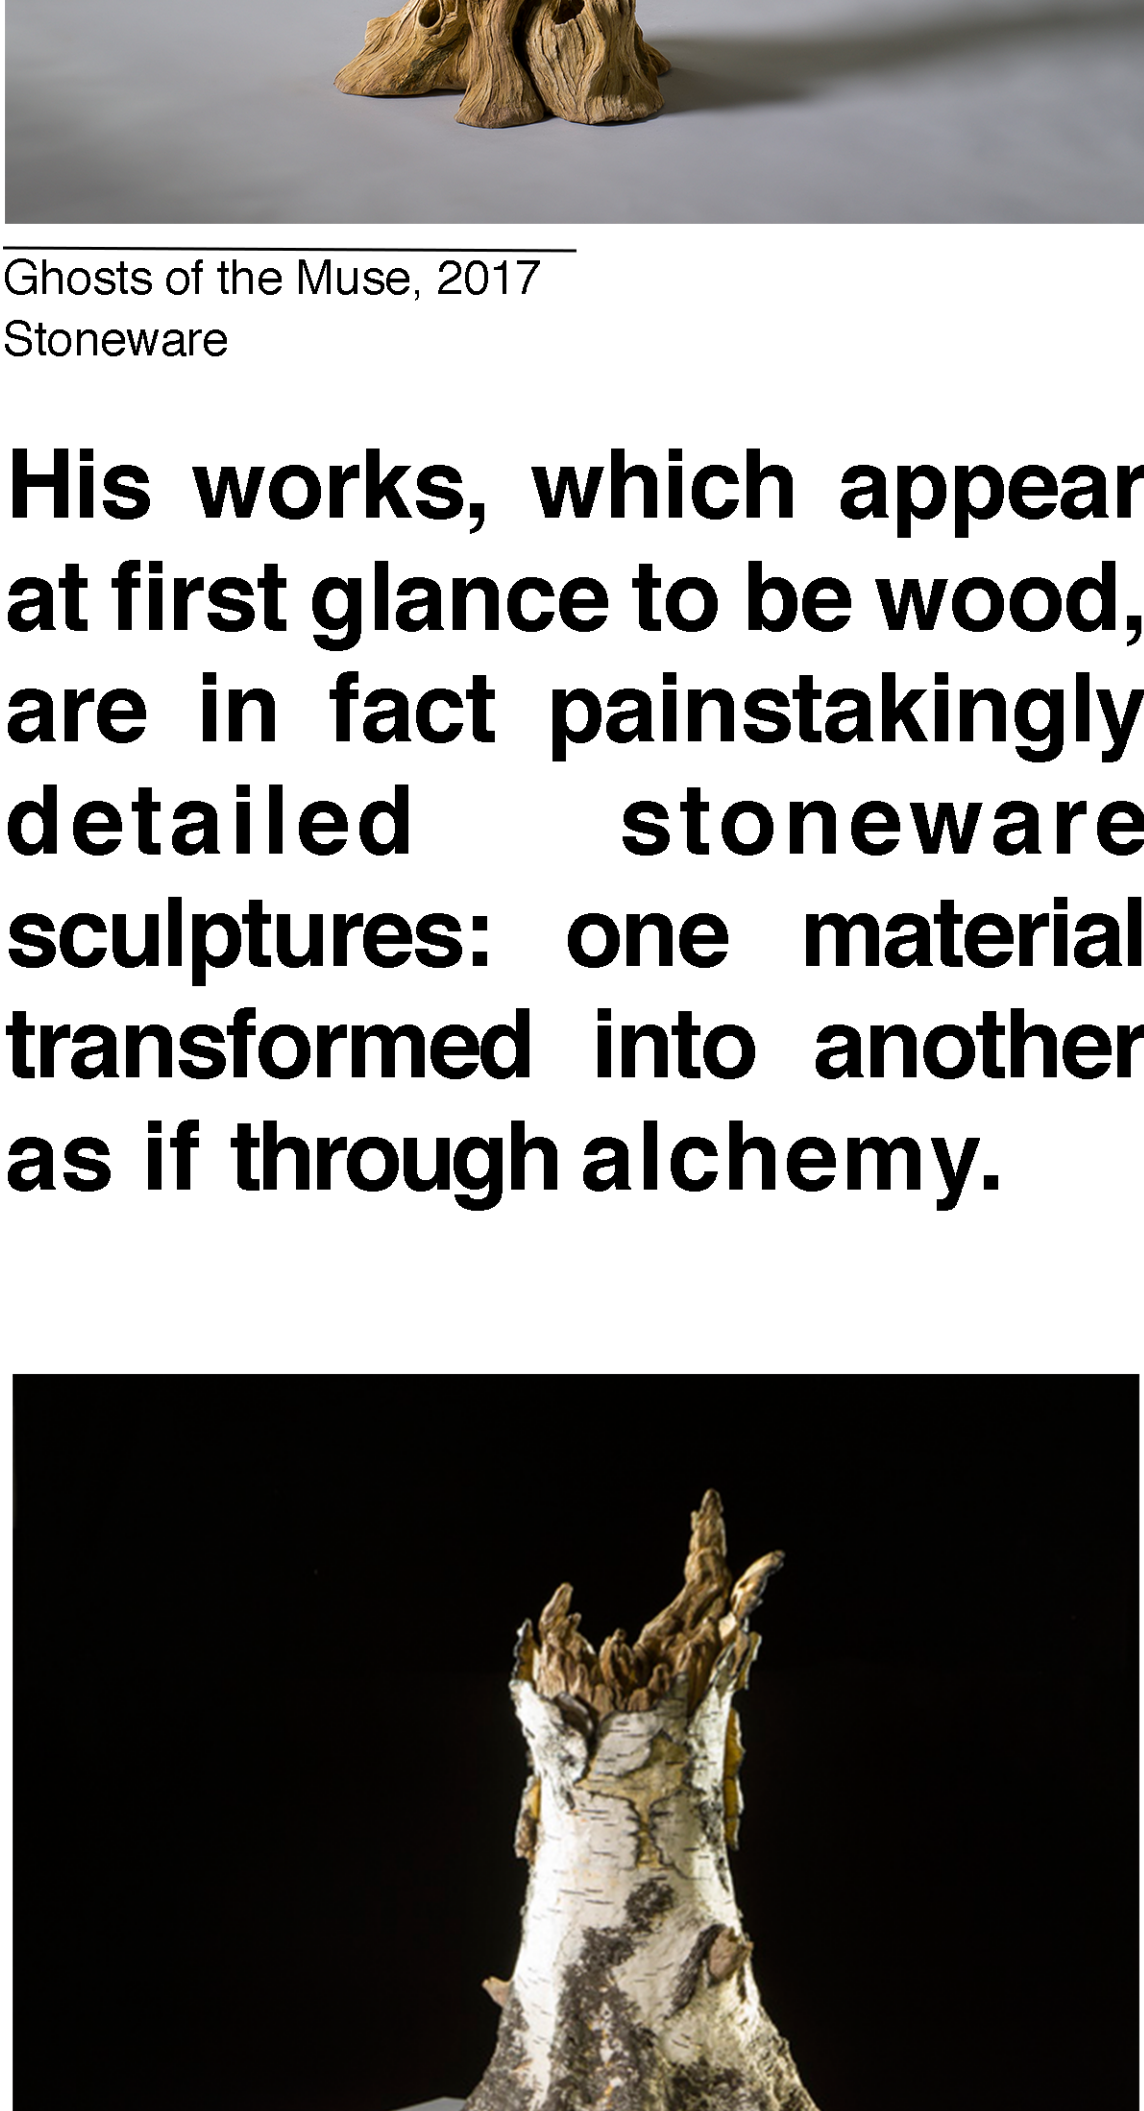 Ghosts of the Muse, 2017
Stoneware
His works, which appear
at first glance to be wood,
are in fact painstakingly
detailed stoneware
sculptures: one material
transformed into another
as if through alchemy.